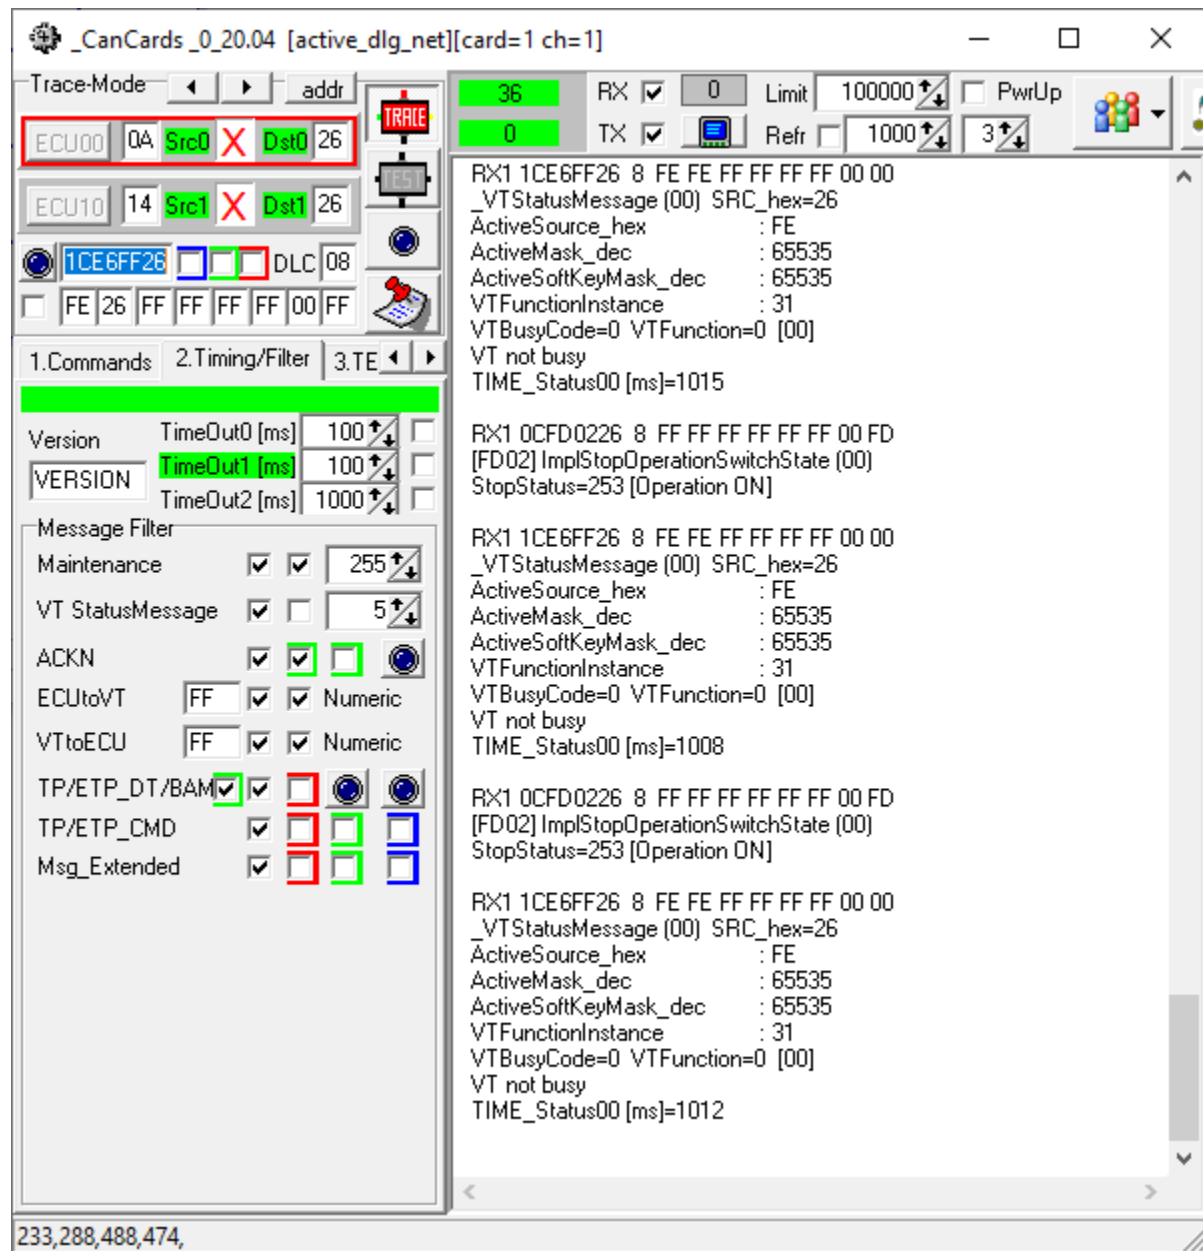 _CanCards _0_20.04 [active_dlg_net][card=1 ch=1]
Trace-Mode addr
ECU00 0A Src0 X Dst0 26
ECU10 14 Src1 X Dst1 26
1CE6FF26 DLC 08
FE 26 FF FF FF FF 00 FF
TRACE
TEST
36 RX 0 Limit 100000 PwrUp
0 TX Refr 1000 3
1.Commands 2.Timing/Filter 3.TE
Version
VERSION
TimeOut0 [ms] 100
TimeOut1 [ms] 100
TimeOut2 [ms] 1000
Message Filter
Maintenance 255
VT StatusMessage 5
ACKN
ECUtoVT FF Numeric
VTtoECU FF Numeric
TP/ETP_DT/BAM
TP/ETP_CMD
Msg_Extended
RX1 1CE6FF26 8 FE FE FF FF FF FF 00 00
_VTStatusMessage (00) SRC_hex=26
ActiveSource_hex : FE
ActiveMask_dec : 65535
ActiveSoftKeyMask_dec : 65535
VTFunctionInstance : 31
VTBusyCode=0 VTFunction=0 [00]
VT not busy
TIME_Status00 [ms]=1015
RX1 0CFD0226 8 FF FF FF FF FF FF 00 FD
[FD02] ImplStopOperationSwitchState (00)
StopStatus=253 [Operation ON]
RX1 1CE6FF26 8 FE FE FF FF FF FF 00 00
_VTStatusMessage (00) SRC_hex=26
ActiveSource_hex : FE
ActiveMask_dec : 65535
ActiveSoftKeyMask_dec : 65535
VTFunctionInstance : 31
VTBusyCode=0 VTFunction=0 [00]
VT not busy
TIME_Status00 [ms]=1008
RX1 0CFD0226 8 FF FF FF FF FF FF 00 FD
[FD02] ImplStopOperationSwitchState (00)
StopStatus=253 [Operation ON]
RX1 1CE6FF26 8 FE FE FF FF FF FF 00 00
_VTStatusMessage (00) SRC_hex=26
ActiveSource_hex : FE
ActiveMask_dec : 65535
ActiveSoftKeyMask_dec : 65535
VTFunctionInstance : 31
VTBusyCode=0 VTFunction=0 [00]
VT not busy
TIME_Status00 [ms]=1012
233,288,488,474,